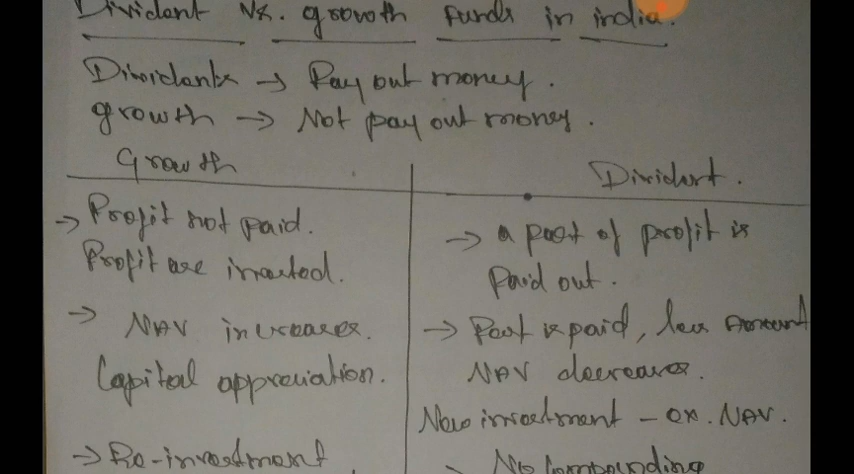 Divident Vs. growth Funds in india.
Dividents → Pay out money.
growth → Not pay out money.
Growth
→ Profit not paid.
Profit are invested.
→ NAV increases.
Capital appreciation.
→ Re-investment
Divident.
→ a part of profit is
Paid out.
→ Part is paid, less Amount
NAV decreases.
New investment - ex. NAV.
→ No Compounding